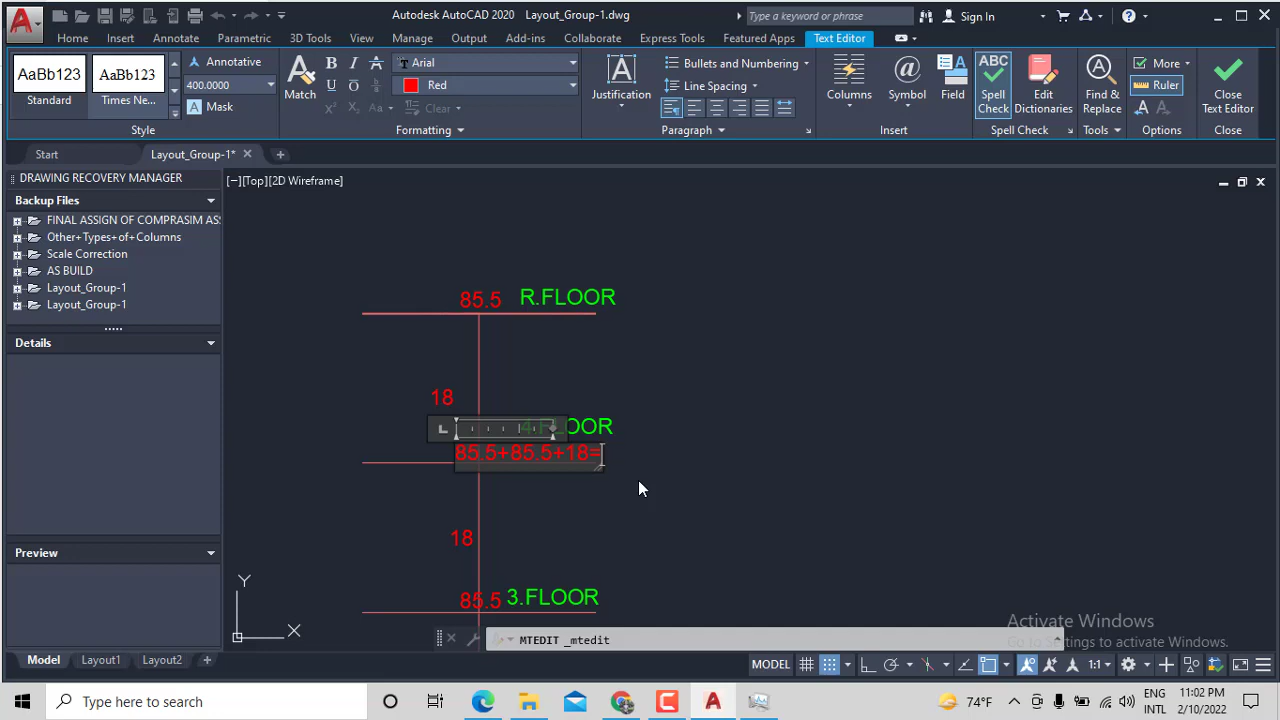 Autodesk AutoCAD 2020 Layout_Group-1.dwg
Type a keyword or phrase
Sign In
Home Insert Annotate Parametric 3D Tools View Manage Output Add-ins Collaborate Express Tools Featured Apps Text Editor
AaBb123
Standard
AaBb123
Times Ne...
Annotative
400.0000
Mask
Style
Match
B I A
U O
Arial
Red
Aa
Clear
Formatting
Justification
Bullets and Numbering
Line Spacing
Paragraph
Columns
Symbol
Field
Insert
ABC
Spell Check
Edit Dictionaries
Spell Check
Find & Replace
Tools
More
Ruler
Options
Close Text Editor
Close
Start
Layout_Group-1*
DRAWING RECOVERY MANAGER
Backup Files
FINAL ASSIGN OF COMPRASIM AS
Other+Types+of+Columns
Scale Correction
AS BUILD
Layout_Group-1
Layout_Group-1
Details
Preview
[−][Top][2D Wireframe]
85.5 R.FLOOR
18
4.FLOOR
85.5+85.5+18=
18
85.5 3.FLOOR
Y
X
MTEDIT _mtedit
Activate Windows
Go to Settings to activate Windows.
Model Layout1 Layout2
MODEL
1:1
Type here to search
74°F
ENG
INTL
11:02 PM
2/10/2022